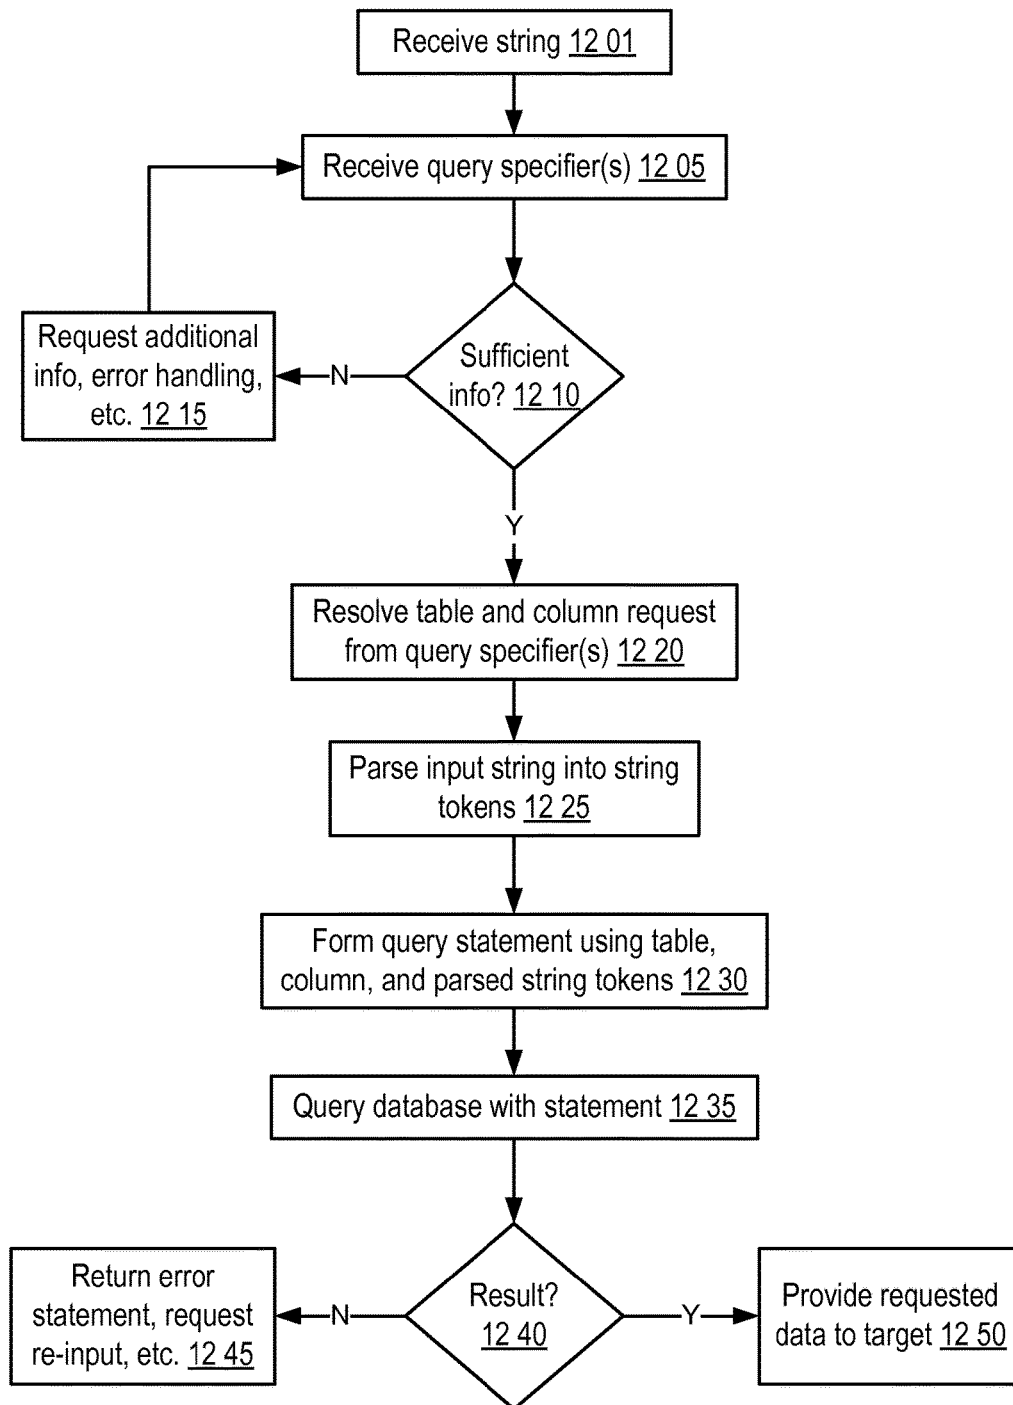 Receive string 12 01
Receive query specifier(s) 12 05
Request additional
info, error handling,
etc. 12 15
N
Sufficient
info? 12 10
Y
Resolve table and column request
from query specifier(s) 12 20
Parse input string into string
tokens 12 25
Form query statement using table,
column, and parsed string tokens 12 30
Query database with statement 12 35
Return error
statement, request
re-input, etc. 12 45
N
Result?
12 40
Y
Provide requested
data to target 12 50